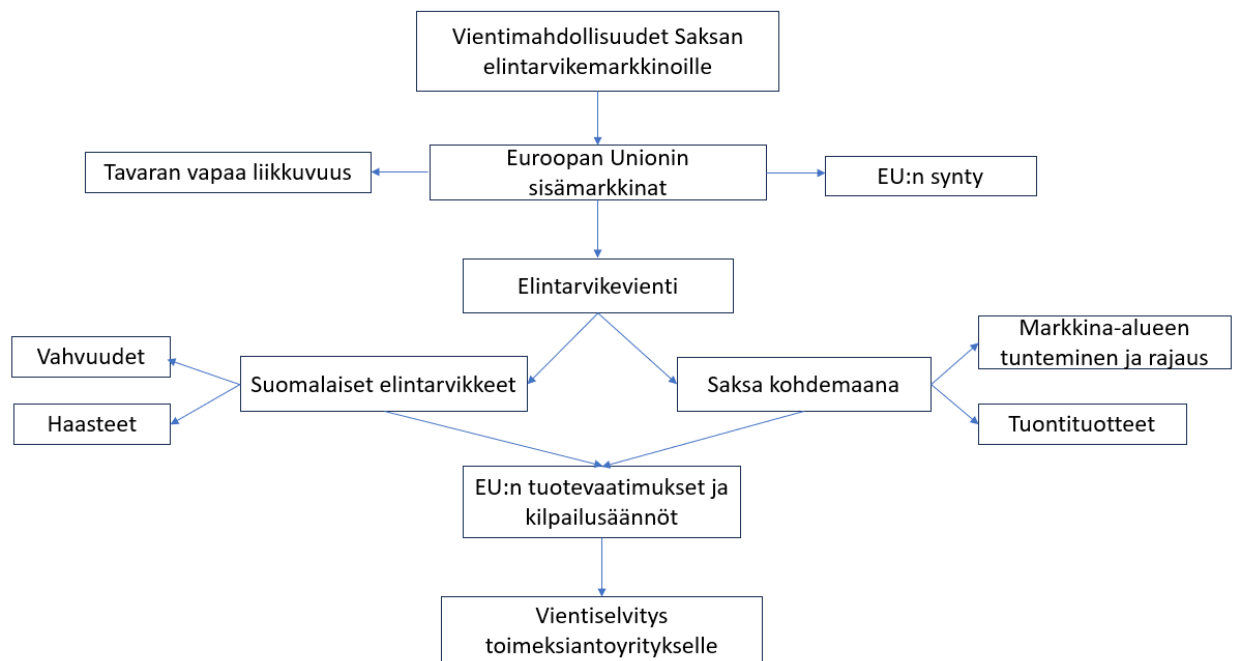 Vientimahdollisuudet Saksan
elintarvikemarkkinoille
Tavaran vapaa liikkuvuus
Euroopan Unionin
sisämarkkinat
EU:n synty
Elintarvikevienti
Vahvuudet
Haasteet
Suomalaiset elintarvikkeet
Saksa kohdemaana
Markkina-alueen
tunteminen ja rajaus
Tuontituotteet
EU:n tuotevaatimukset ja
kilpailusäännöt
Vientiselvitys
toimeksiantoyritykselle